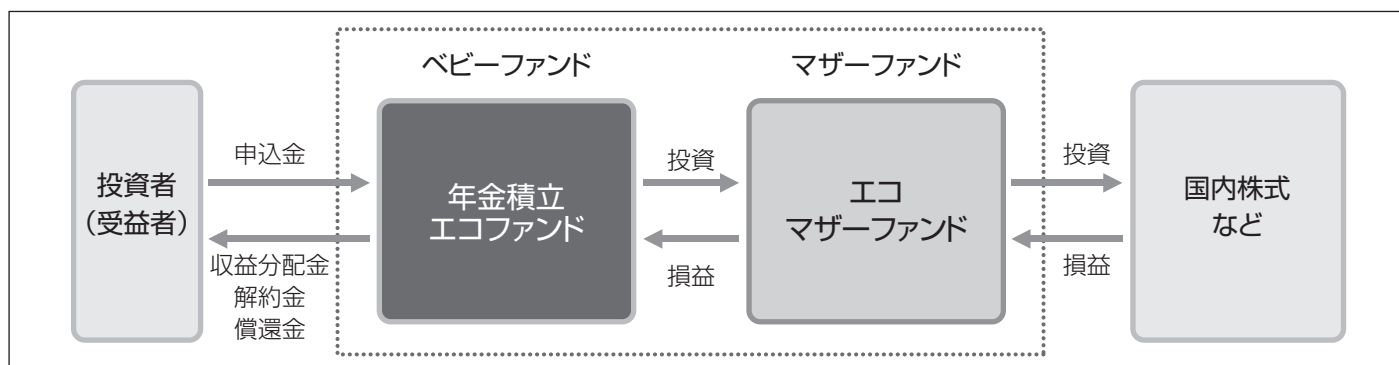 ベビーファンド
マザーファンド
投資者
（受益者）
申込金
収益分配金
解約金
償還金
年金積立
エコファンド
投資
損益
エコ
マザーファンド
投資
損益
国内株式
など